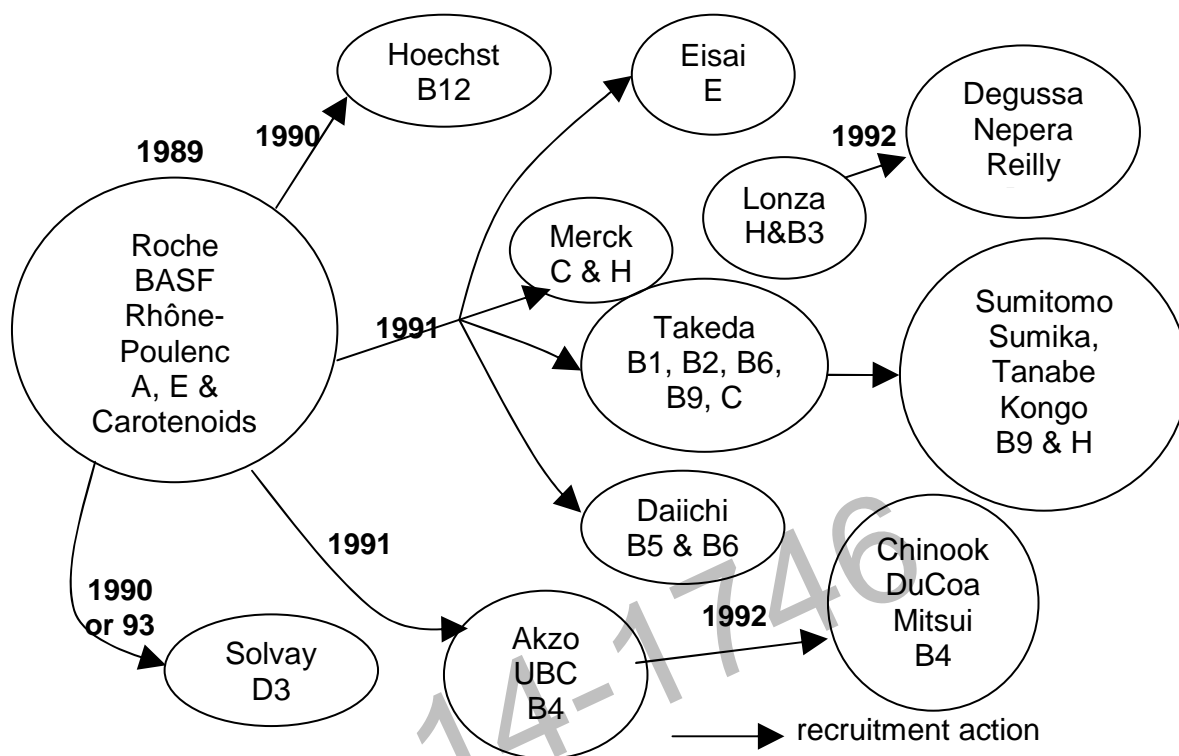 Hoechst
B12
Eisai
E
Degussa
Nepera
Reilly
1990
1989
1992
Lonza
H&B3
Roche
BASF
Rhône-
Poulenc
A, E &
Carotenoids
Merck
C & H
1991
Takeda
B1, B2, B6,
B9, C
Sumitomo
Sumika,
Tanabe
Kongo
B9 & H
Daiichi
B5 & B6
1991
1990
or 93
Solvay
D3
Akzo
UBC
B4
1992
Chinook
DuCoa
Mitsui
B4
14-1746
recruitment action